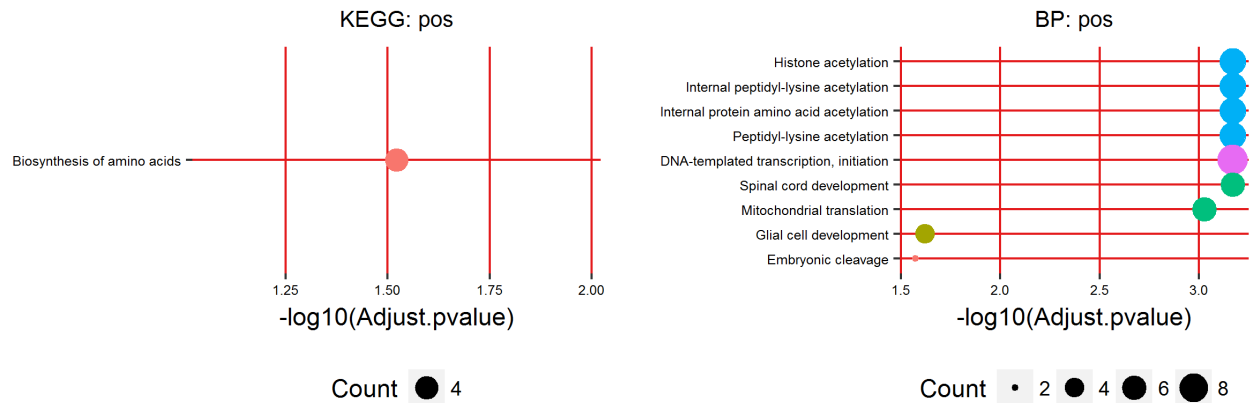 KEGG: pos
Biosynthesis of amino acids
1.25 1.50 1.75 2.00
-log10(Adjust.pvalue)
Count 4
BP: pos
Histone acetylation
Internal peptidyl-lysine acetylation
Internal protein amino acid acetylation
Peptidyl-lysine acetylation
DNA-templated transcription, initiation
Spinal cord development
Mitochondrial translation
Glial cell development
Embryonic cleavage
1.5 2.0 2.5 3.0
-log10(Adjust.pvalue)
Count 2 4 6 8